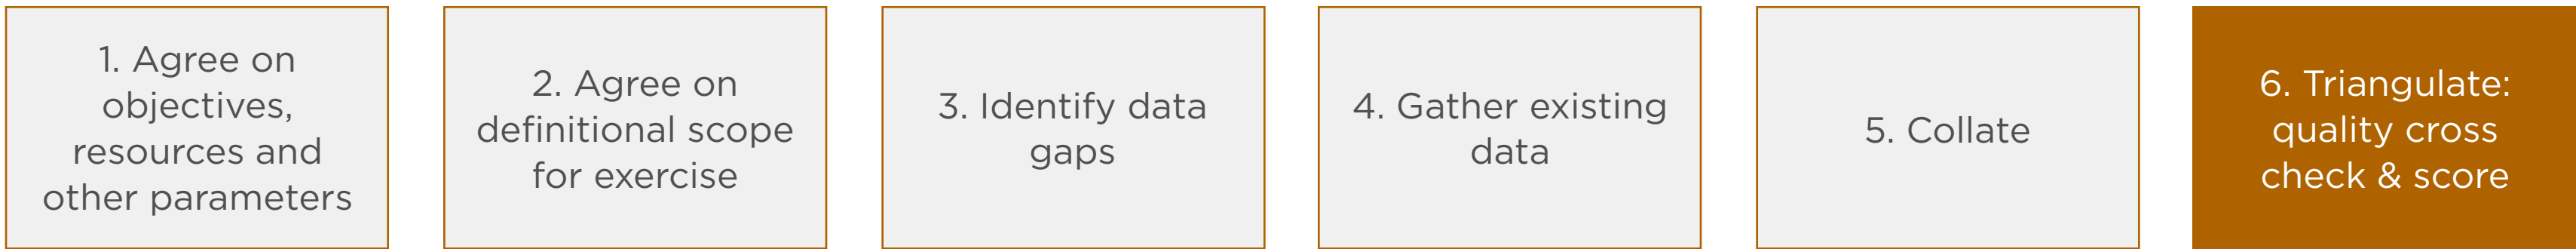 1. Agree on
objectives,
resources and
other parameters
2. Agree on
definitional scope
for exercise
3. Identify data
gaps
4. Gather existing
data
5. Collate
6. Triangulate:
quality cross
check & score